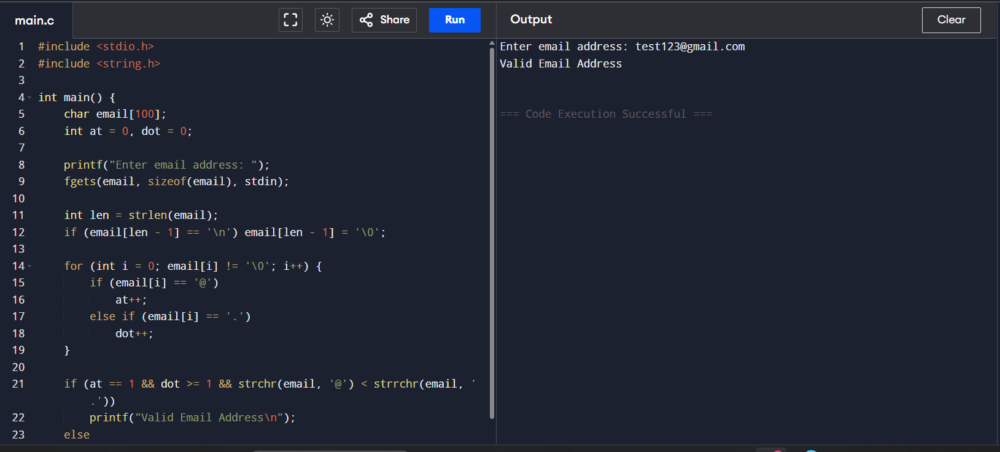 main.c
Share
Run
Output
Clear
1 #include <stdio.h>
2 #include <string.h>
3
4 int main() {
5     char email[100];
6     int at = 0, dot = 0;
7
8     printf("Enter email address: ");
9     fgets(email, sizeof(email), stdin);
10
11     int len = strlen(email);
12     if (email[len - 1] == '\n') email[len - 1] = '\0';
13
14     for (int i = 0; email[i] != '\0'; i++) {
15         if (email[i] == '@')
16             at++;
17         else if (email[i] == '.')
18             dot++;
19     }
20
21     if (at == 1 && dot >= 1 && strchr(email, '@') < strrchr(email, '
        .'))
22         printf("Valid Email Address\n");
23     else
Enter email address: test123@gmail.com
Valid Email Address
=== Code Execution Successful ===